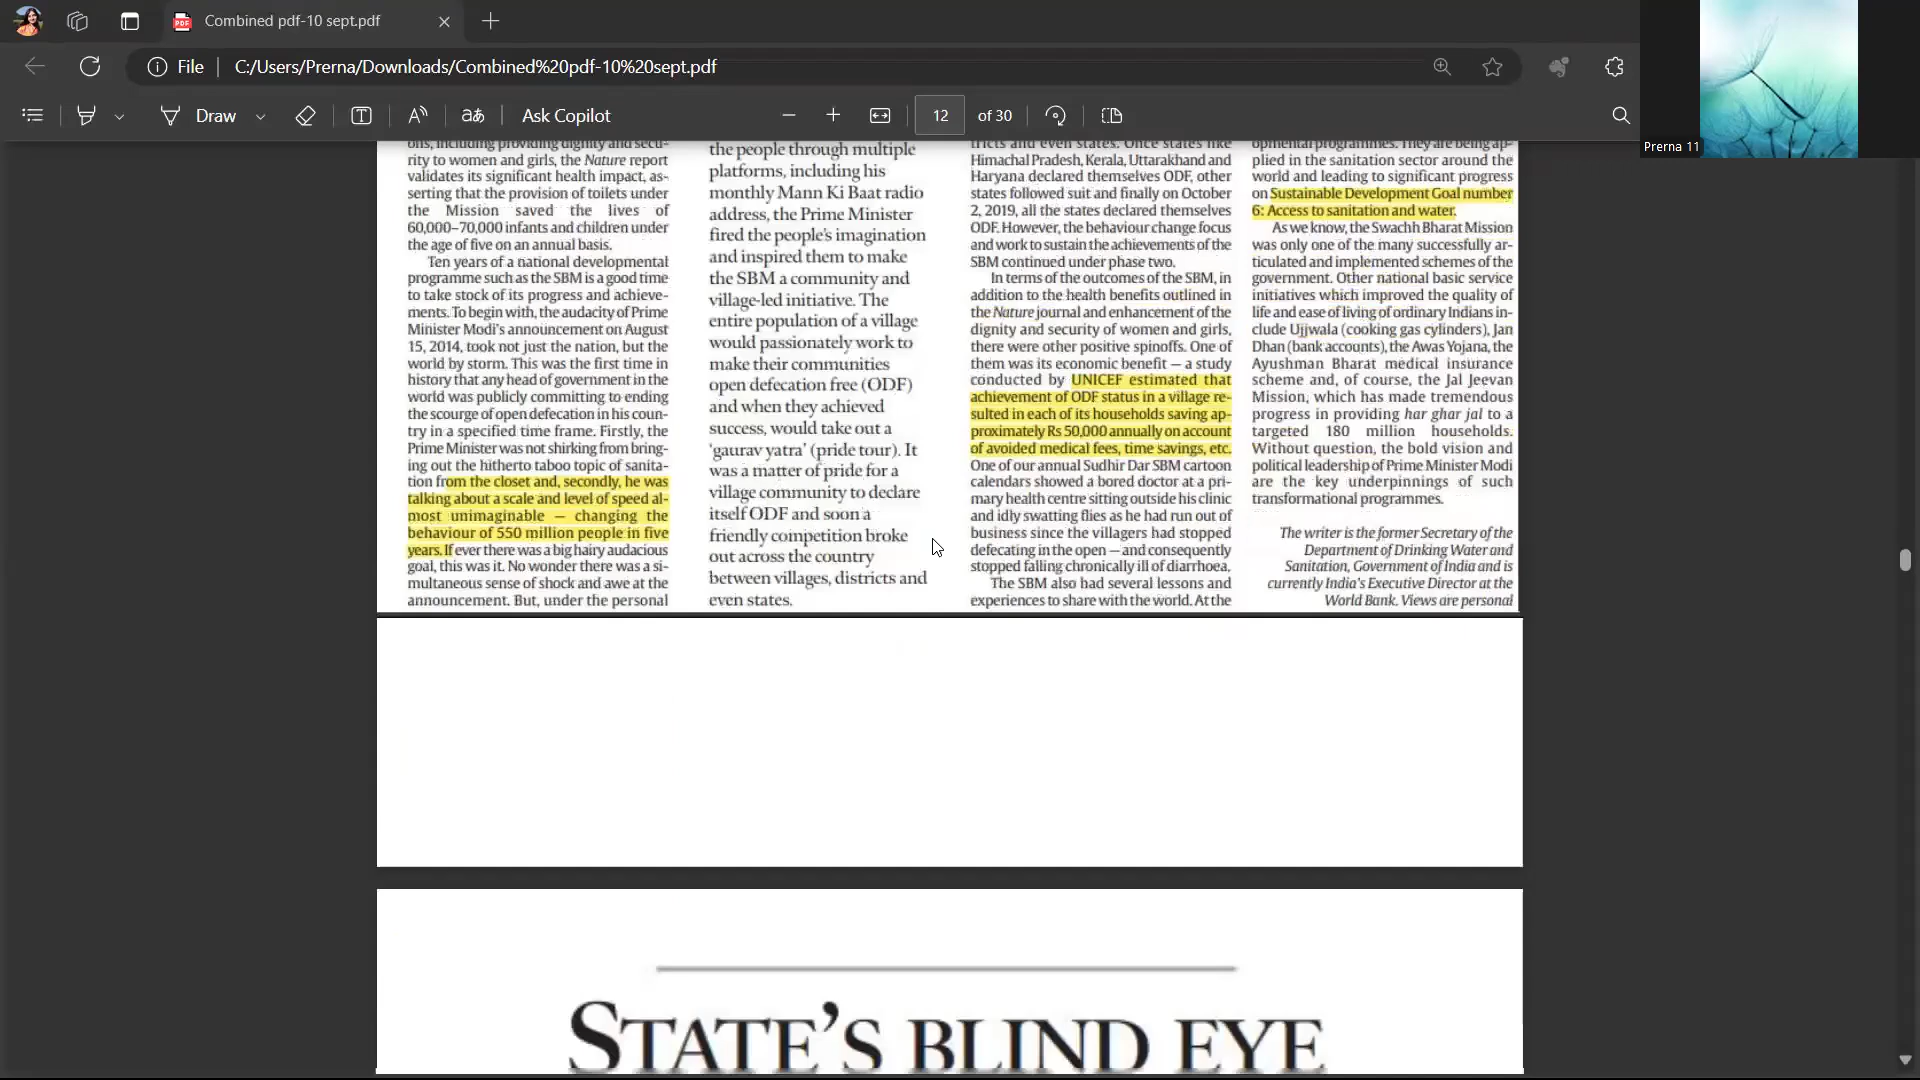 Combined pdf-10 sept.pdf
File
C:/Users/Prerna/Downloads/Combined%20pdf-10%20sept.pdf
Draw
Ask Copilot
12 of 30
Prerna 11
ons, including providing dignity and secu-
rity to women and girls, the Nature report
validates its significant health impact, as-
serting that the provision of toilets under
the Mission saved the lives of
60,000–70,000 infants and children under
the age of five on an annual basis.
Ten years of a national developmental
programme such as the SBM is a good time
to take stock of its progress and achieve-
ments. To begin with, the audacity of Prime
Minister Modi's announcement on August
15, 2014, took not just the nation, but the
world by storm. This was the first time in
history that any head of government in the
world was publicly committing to ending
the scourge of open defecation in his coun-
try in a specified time frame. Firstly, the
Prime Minister was not shirking from bring-
ing out the hitherto taboo topic of sanita-
tion from the closet and, secondly, he was
talking about a scale and level of speed al-
most unimaginable — changing the
behaviour of 550 million people in five
years. If ever there was a big hairy audacious
goal, this was it. No wonder there was a si-
multaneous sense of shock and awe at the
announcement. But, under the personal
the people through multiple
platforms, including his
monthly Mann Ki Baat radio
address, the Prime Minister
fired the people's imagination
and inspired them to make
the SBM a community and
village-led initiative. The
entire population of a village
would passionately work to
make their communities
open defecation free (ODF)
and when they achieved
success, would take out a
'gaurav yatra' (pride tour). It
was a matter of pride for a
village community to declare
itself ODF and soon a
friendly competition broke
out across the country
between villages, districts and
even states.
tricts and even states. Once states like
Himachal Pradesh, Kerala, Uttarakhand and
Haryana declared themselves ODF, other
states followed suit and finally on October
2, 2019, all the states declared themselves
ODF. However, the behaviour change focus
and work to sustain the achievements of the
SBM continued under phase two.
In terms of the outcomes of the SBM, in
addition to the health benefits outlined in
the Nature journal and enhancement of the
dignity and security of women and girls,
there were other positive spinoffs. One of
them was its economic benefit — a study
conducted by UNICEF estimated that
achievement of ODF status in a village re-
sulted in each of its households saving ap-
proximately Rs 50,000 annually on account
of avoided medical fees, time savings, etc.
One of our annual Sudhir Dar SBM cartoon
calendars showed a bored doctor at a pri-
mary health centre sitting outside his clinic
and idly swatting flies as he had run out of
business since the villagers had stopped
defecating in the open — and consequently
stopped falling chronically ill of diarrhoea.
The SBM also had several lessons and
experiences to share with the world. At the
opmental programmes. They are being ap-
plied in the sanitation sector around the
world and leading to significant progress
on Sustainable Development Goal number
6: Access to sanitation and water.
As we know, the Swachh Bharat Mission
was only one of the many successfully ar-
ticulated and implemented schemes of the
government. Other national basic service
initiatives which improved the quality of
life and ease of living of ordinary Indians in-
clude Ujjwala (cooking gas cylinders), Jan
Dhan (bank accounts), the Awas Yojana, the
Ayushman Bharat medical insurance
scheme and, of course, the Jal Jeevan
Mission, which has made tremendous
progress in providing har ghar jal to a
targeted 180 million households.
Without question, the bold vision and
political leadership of Prime Minister Modi
are the key underpinnings of such
transformational programmes.
The writer is the former Secretary of the
Department of Drinking Water and
Sanitation, Government of India and is
currently India's Executive Director at the
World Bank. Views are personal
STATE'S BLIND EYE